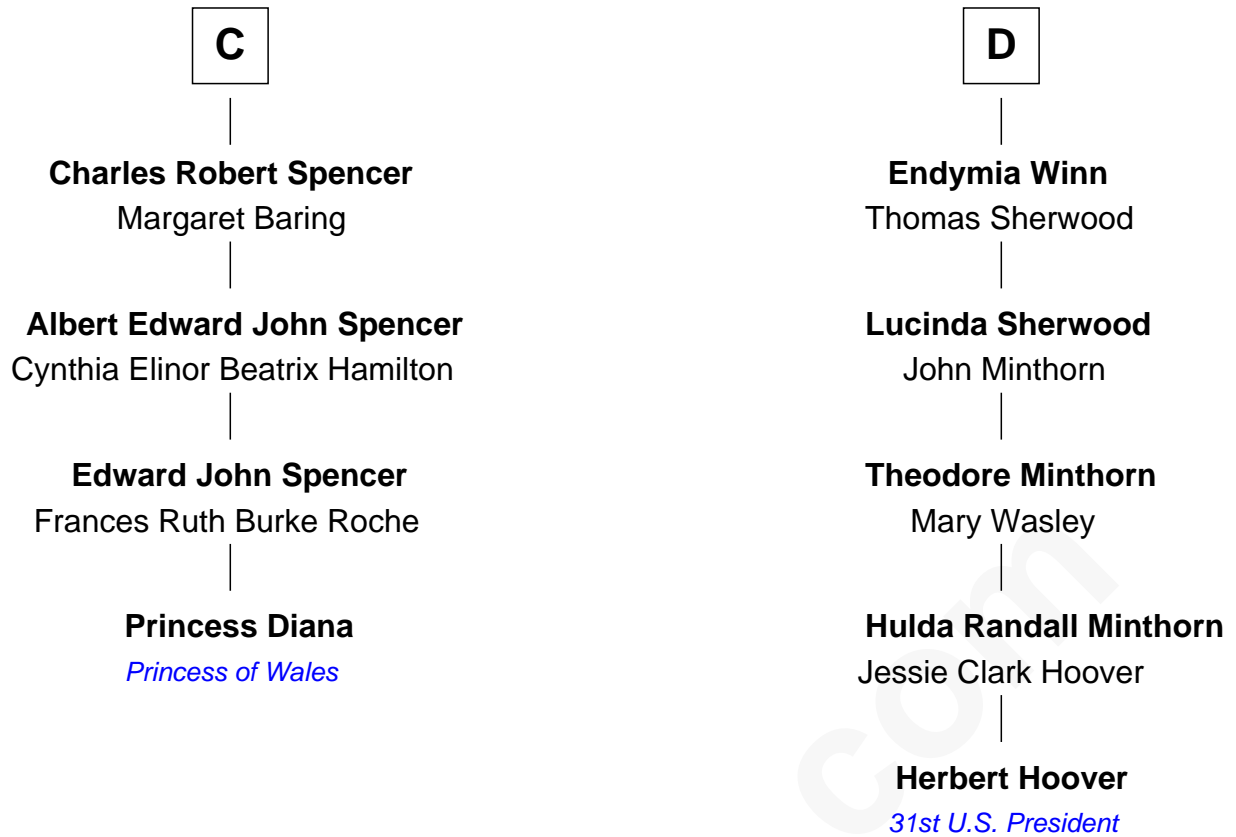 C
Charles Robert Spencer
Margaret Baring
Albert Edward John Spencer
Cynthia Elinor Beatrix Hamilton
Edward John Spencer
Frances Ruth Burke Roche
Princess Diana
Princess of Wales
D
Endymia Winn
Thomas Sherwood
Lucinda Sherwood
John Minthorn
Theodore Minthorn
Mary Wasley
Hulda Randall Minthorn
Jessie Clark Hoover
Herbert Hoover
31st U.S. President
com